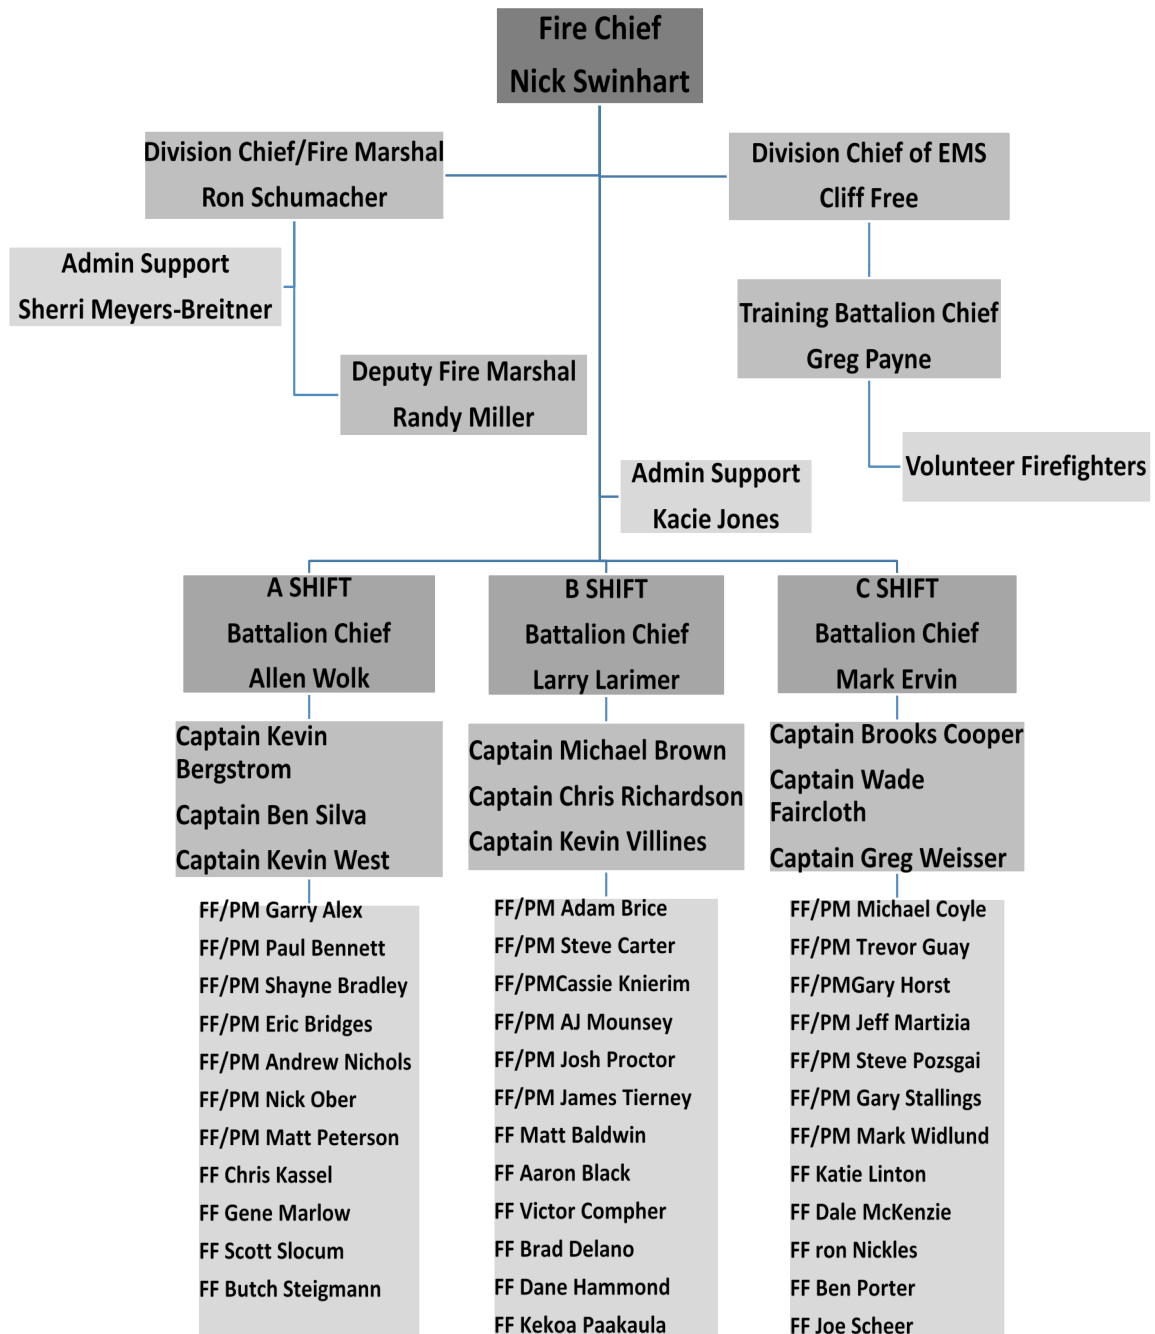 Fire Chief
Nick Swinhart
Division Chief/Fire Marshal
Ron Schumacher
Division Chief of EMS
Cliff Free
Admin Support
Sherri Meyers-Breitner
Training Battalion Chief
Greg Payne
Deputy Fire Marshal
Randy Miller
Volunteer Firefighters
Admin Support
Kacie Jones
A SHIFT
Battalion Chief
Allen Wolk
B SHIFT
Battalion Chief
Larry Larimer
C SHIFT
Battalion Chief
Mark Ervin
Captain Kevin
Bergstrom
Captain Ben Silva
Captain Kevin West
Captain Michael Brown
Captain Chris Richardson
Captain Kevin Villines
Captain Brooks Cooper
Captain Wade
Faircloth
Captain Greg Weisser
FF/PM Garry Alex
FF/PM Paul Bennett
FF/PM Shayne Bradley
FF/PM Eric Bridges
FF/PM Andrew Nichols
FF/PM Nick Ober
FF/PM Matt Peterson
FF Chris Kassel
FF Gene Marlow
FF Scott Slocum
FF Butch Steigmann
FF/PM Adam Brice
FF/PM Steve Carter
FF/PMCassie Knierim
FF/PM AJ Mounsey
FF/PM Josh Proctor
FF/PM James Tierney
FF Matt Baldwin
FF Aaron Black
FF Victor Compher
FF Brad Delano
FF Dane Hammond
FF Kekoa Paakaula
FF/PM Michael Coyle
FF/PM Trevor Guay
FF/PMGary Horst
FF/PM Jeff Martizia
FF/PM Steve Pozsgai
FF/PM Gary Stallings
FF/PM Mark Widlund
FF Katie Linton
FF Dale McKenzie
FF ron Nickles
FF Ben Porter
FF Joe Scheer